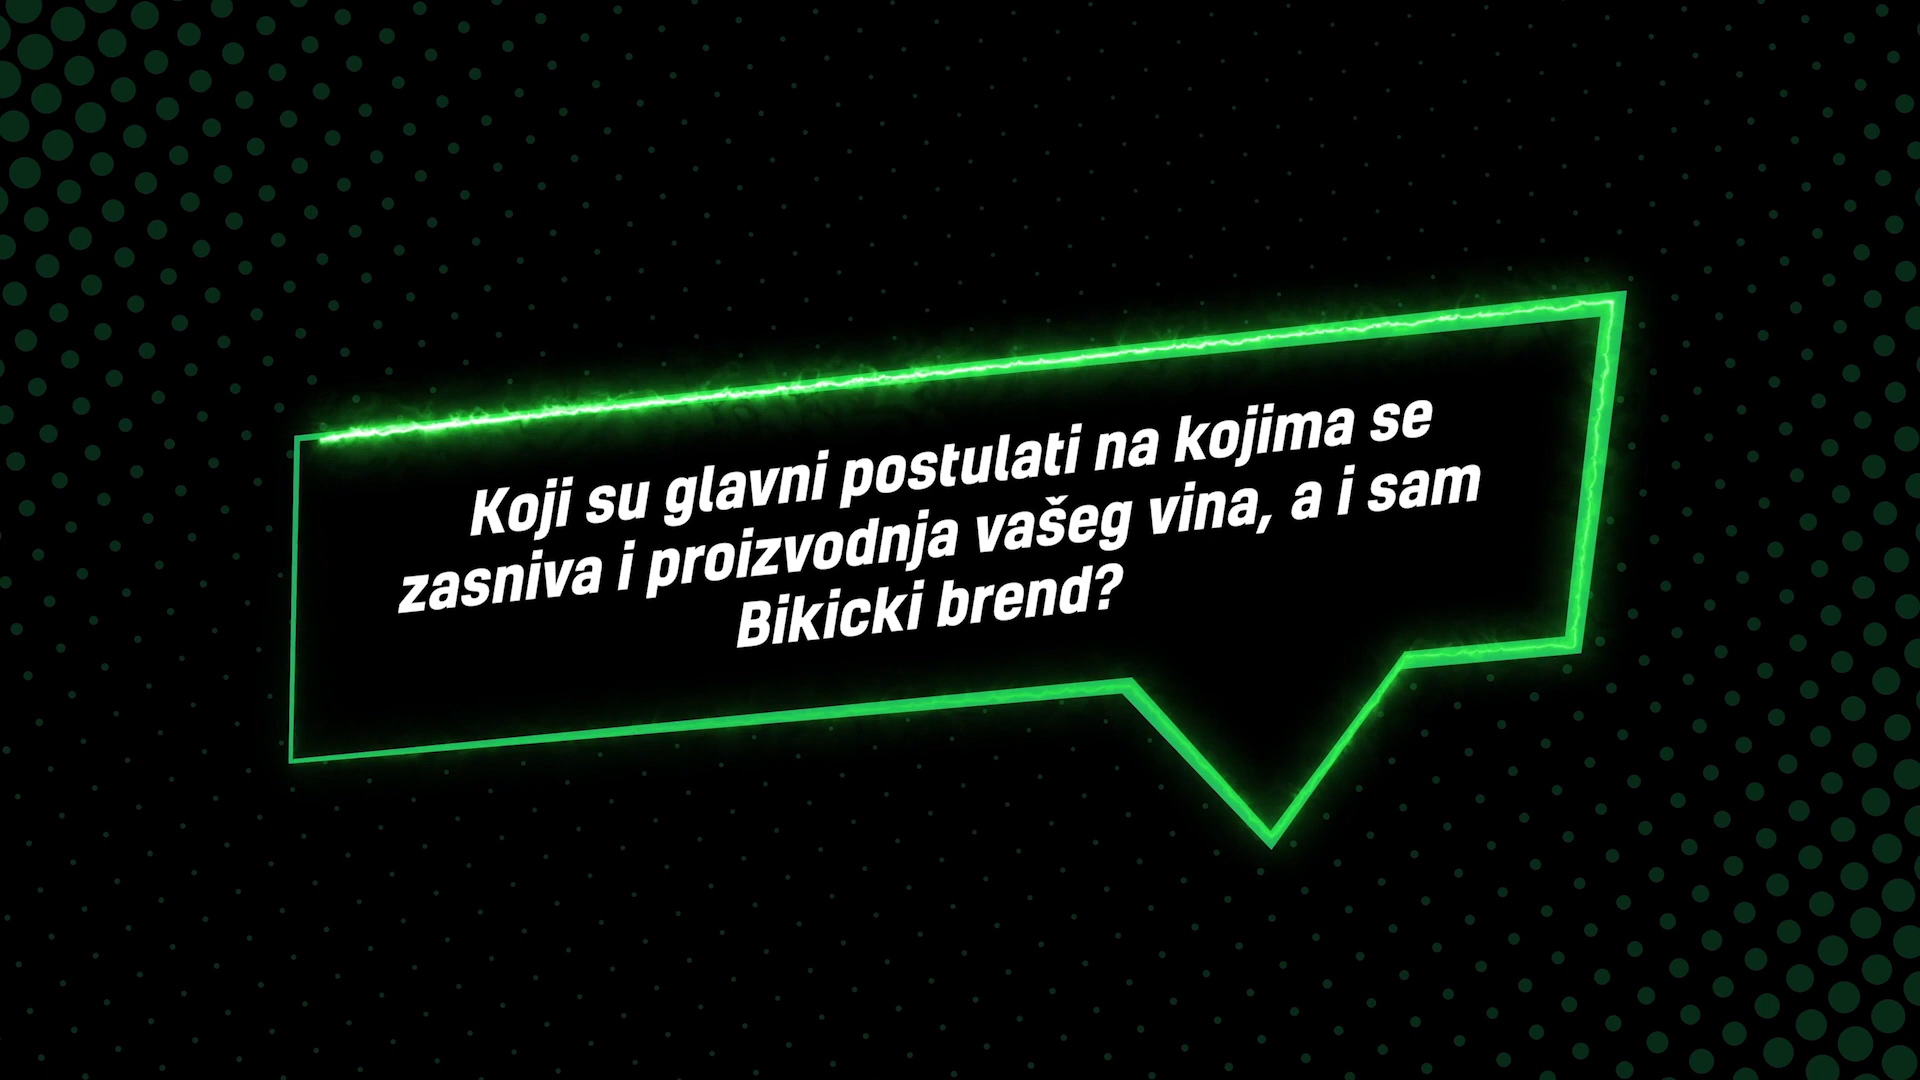 Koji su glavni postulati na kojima se
zasniva i proizvodnja vašeg vina, a i sam
Bikicki brend?